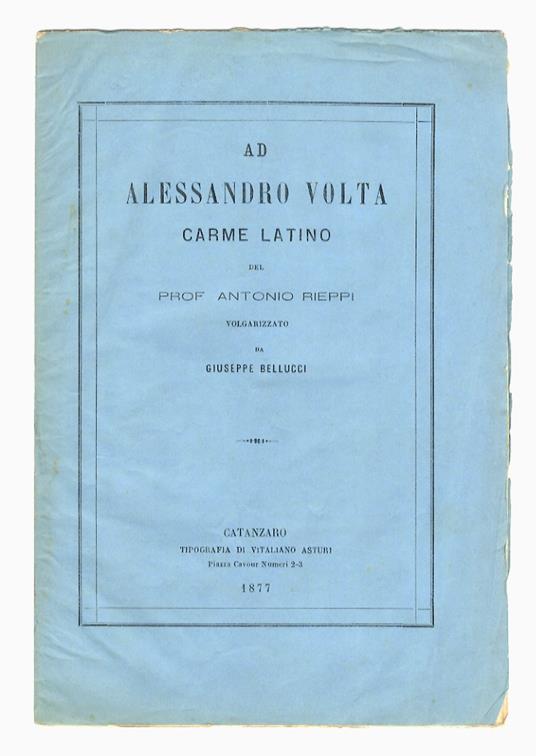 AD
ALESSANDRO VOLTA
CARME LATINO
DEL
PROF ANTONIO RIEPPI
VOLGARIZZATO
DA
GIUSEPPE BELLUCCI
CATANZARO
TIPOGRAFIA DI VITALIANO ASTURI
Piazza Cavour Numeri 2-3
1877